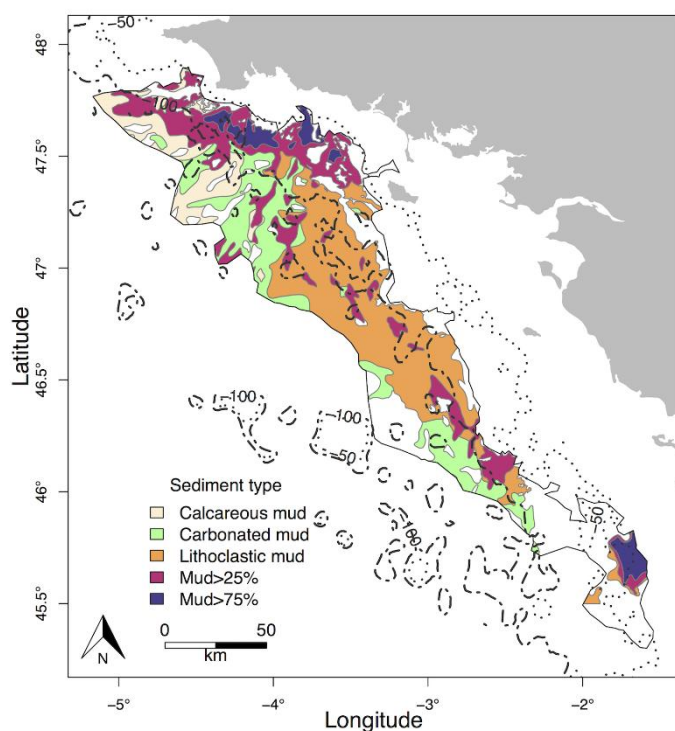 −50
48°
−100
47.5°
47°
Latitude
46.5°
−100
−100
−50
46°
−50
−100
45.5°
Sediment type
Calcareous mud
Carbonated mud
Lithoclastic mud
Mud>25%
Mud>75%
0 50
km
N
−5° −4° −3° −2°
Longitude